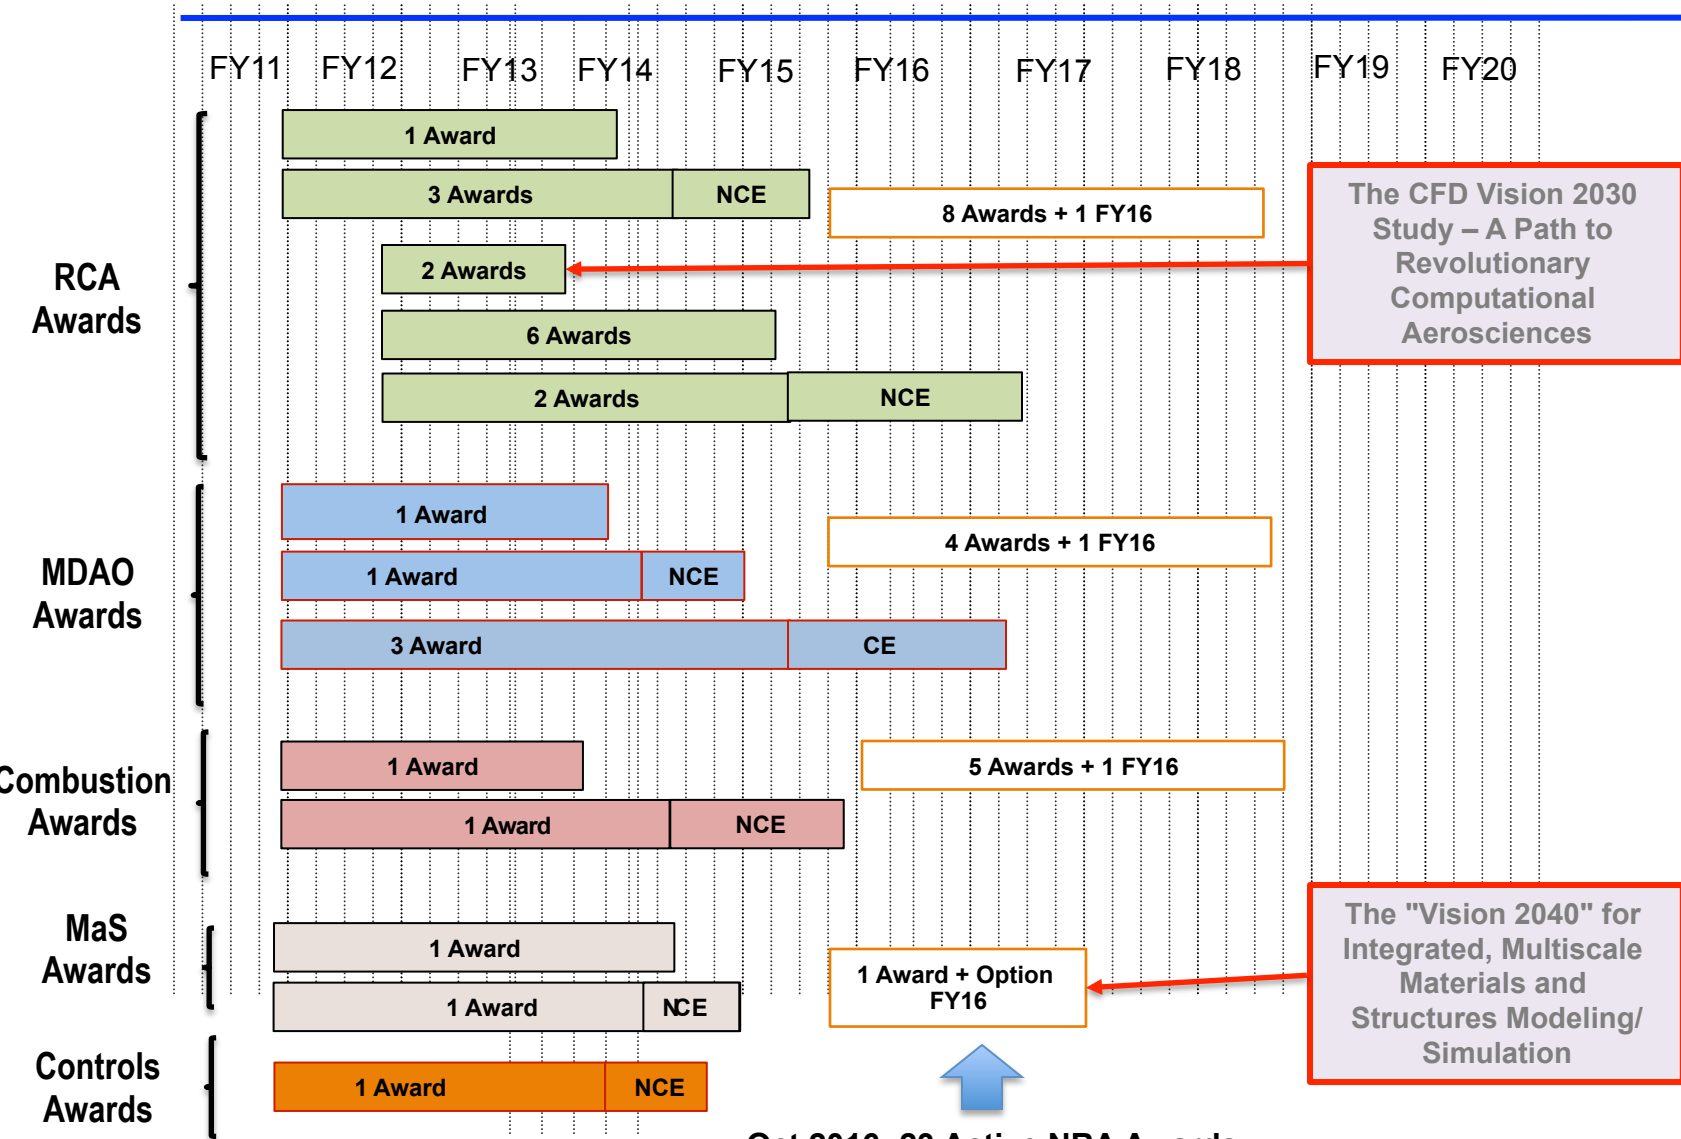 FY11 FY12 FY13 FY14 FY15 FY16 FY17 FY18 FY19 FY20
RCA
Awards
1 Award
3 Awards NCE
8 Awards + 1 FY16
2 Awards
6 Awards
2 Awards NCE
The CFD Vision 2030
Study – A Path to
Revolutionary
Computational
Aerosciences
MDAO
Awards
1 Award
4 Awards + 1 FY16
1 Award NCE
3 Award CE
Combustion
Awards
1 Award
5 Awards + 1 FY16
1 Award NCE
MaS
Awards
1 Award
1 Award NCE
1 Award + Option
FY16
The "Vision 2040" for
Integrated, Multiscale
Materials and
Structures Modeling/
Simulation
Controls
Awards
1 Award NCE
Active NRA Awards